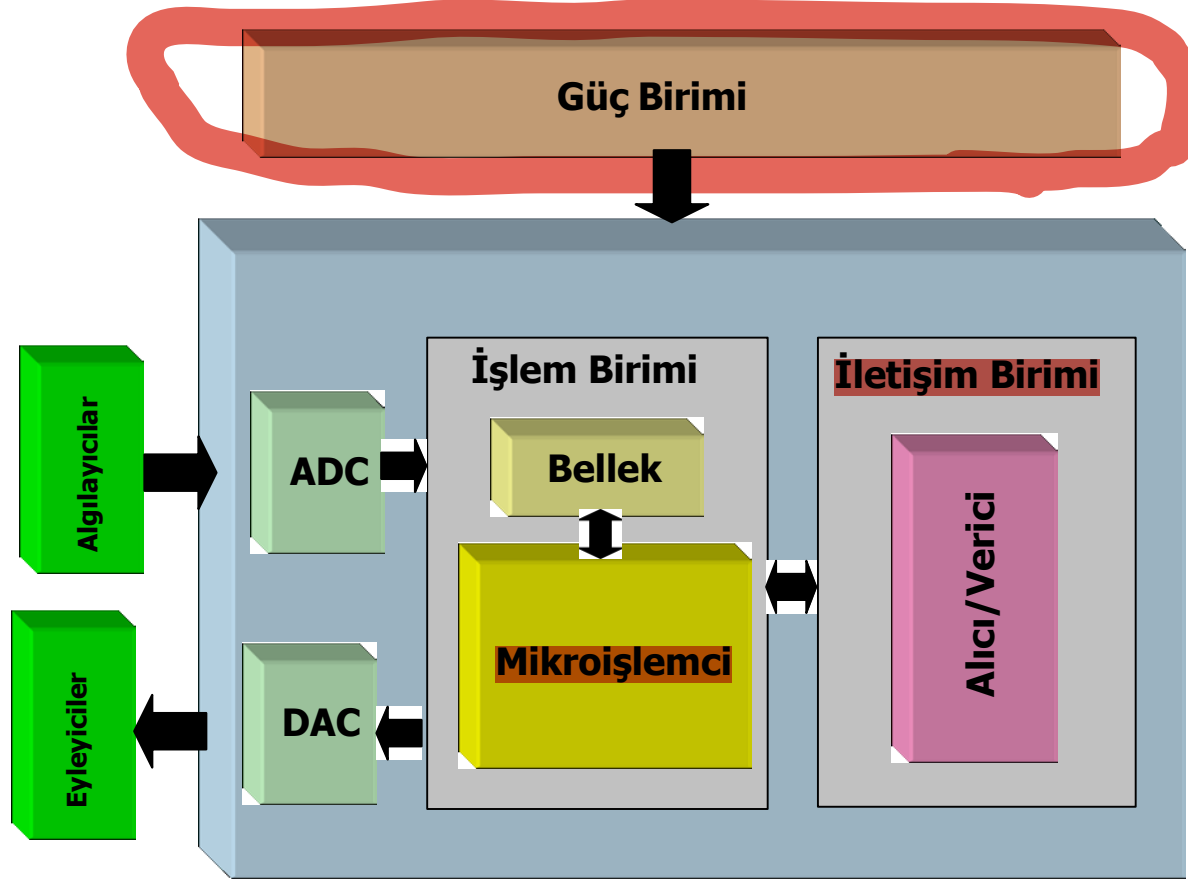 Güç Birimi
İşlem Birimi
İletişim Birimi
Algılayıcılar
ADC
Bellek
Alıcı/Verici
Mikroişlemci
Eyleyiciler
DAC